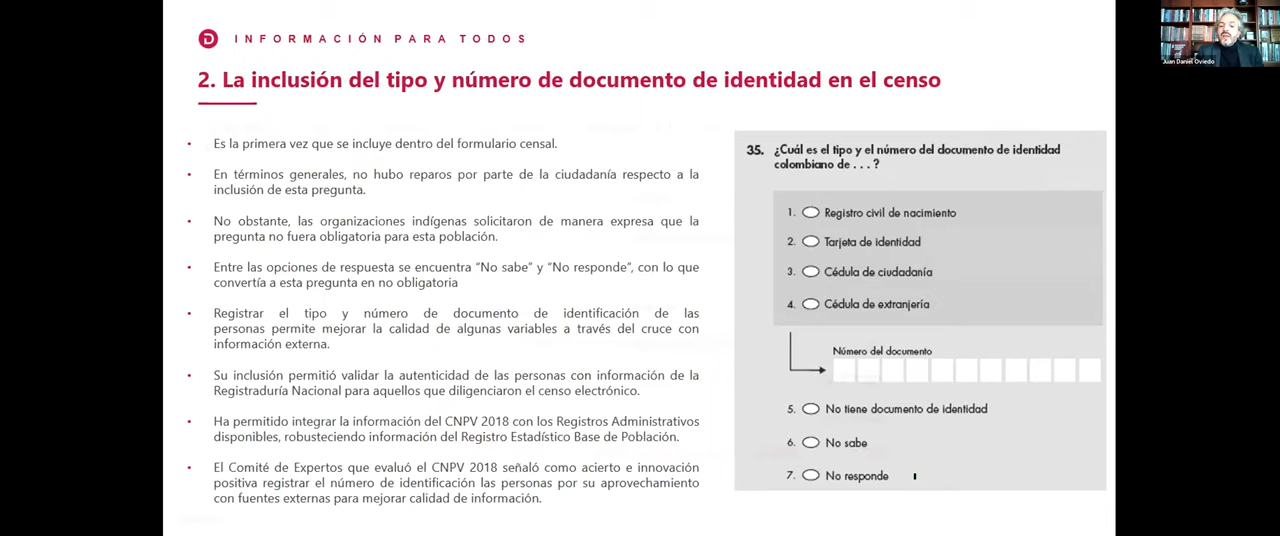 INFORMACIÓN PARA TODOS
2. La inclusión del tipo y número de documento de identidad en el censo
• Es la primera vez que se incluye dentro del formulario censal.
• En términos generales, no hubo reparos por parte de la ciudadanía respecto a la
inclusión de esta pregunta.
• No obstante, las organizaciones indígenas solicitaron de manera expresa que la
pregunta no fuera obligatoria para esta población.
• Entre las opciones de respuesta se encuentra “No sabe” y “No responde”, con lo que
convertía a esta pregunta en no obligatoria
• Registrar el tipo y número de documento de identificación de las
personas permite mejorar la calidad de algunas variables a través del cruce con
información externa.
• Su inclusión permitió validar la autenticidad de las personas con información de la
Registraduría Nacional para aquellos que diligenciaron el censo electrónico.
• Ha permitido integrar la información del CNPV 2018 con los Registros Administrativos
disponibles, robusteciendo información del Registro Estadístico Base de Población.
• El Comité de Expertos que evaluó el CNPV 2018 señaló como acierto e innovación
positiva registrar el número de identificación las personas por su aprovechamiento
con fuentes externas para mejorar calidad de información.
35. ¿Cuál es el tipo y el número del documento de identidad
colombiano de . . . ?
1. Registro civil de nacimiento
2. Tarjeta de identidad
3. Cédula de ciudadanía
4. Cédula de extranjería
Número del documento
5. No tiene documento de identidad
6. No sabe
7. No responde
Juan Daniel Oviedo